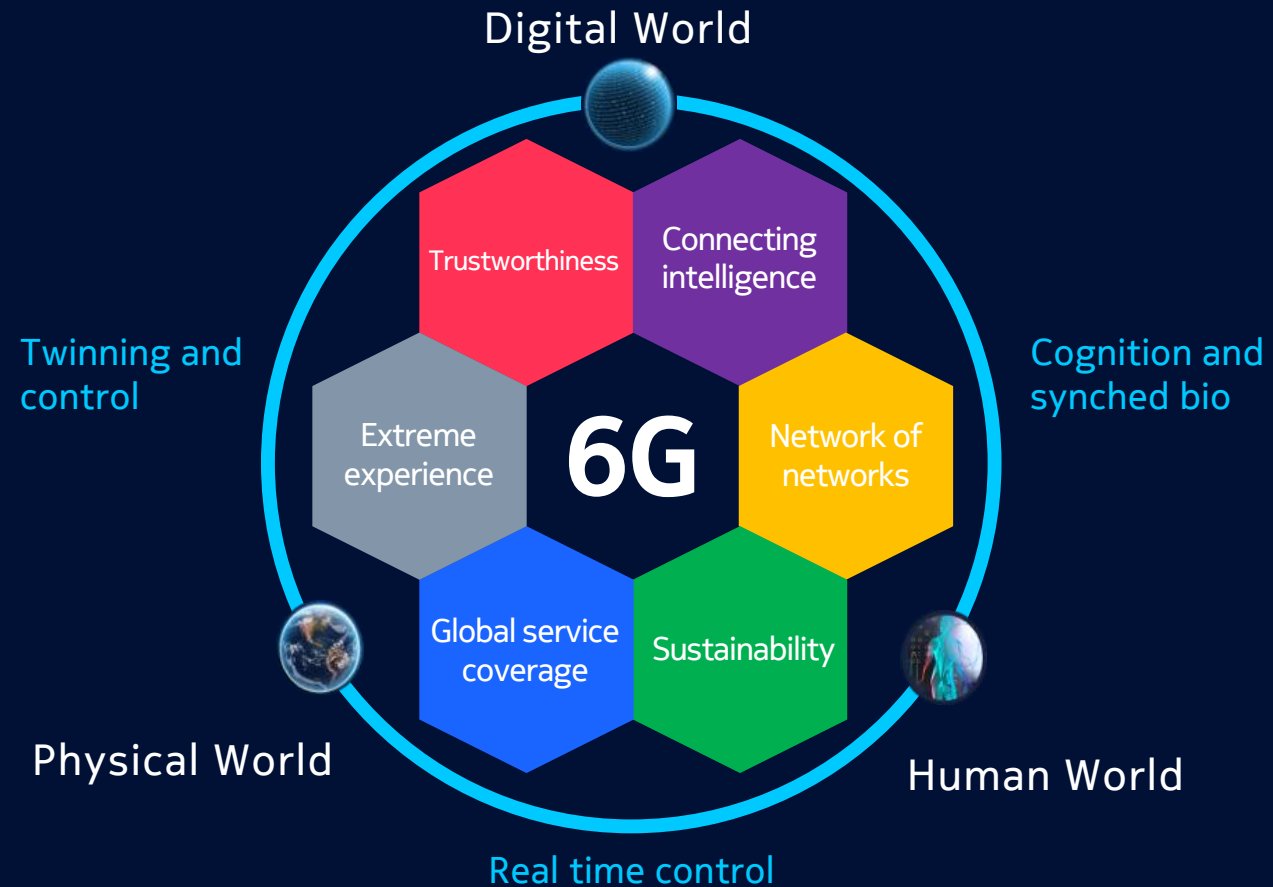 Digital World
Trustworthiness
Connecting
intelligence
Twinning and
control
Cognition and
synched bio
Extreme
experience
6G
Network of
networks
Global service
coverage
Sustainability
Physical World
Human World
Real time control